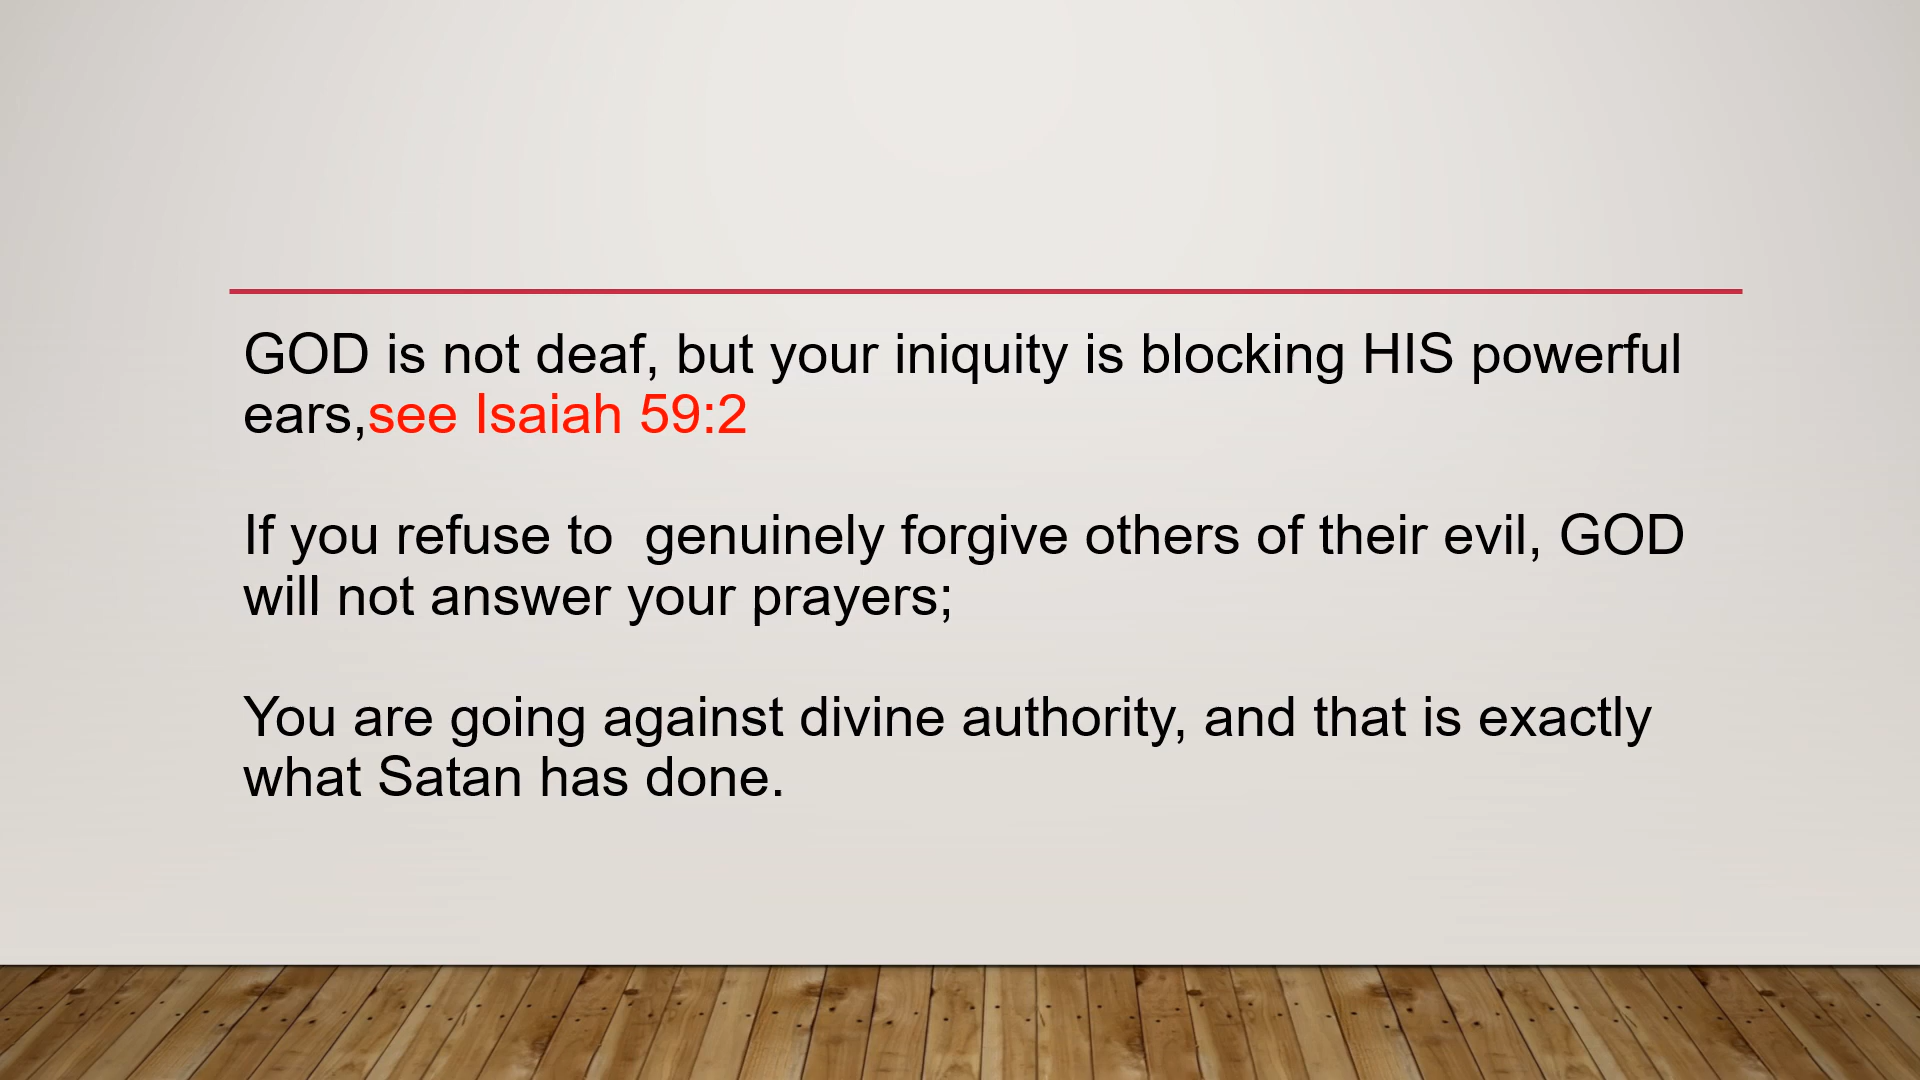 GOD is not deaf, but your iniquity is blocking HIS powerful
ears,see Isaiah 59:2
If you refuse to  genuinely forgive others of their evil, GOD
will not answer your prayers;
You are going against divine authority, and that is exactly
what Satan has done.